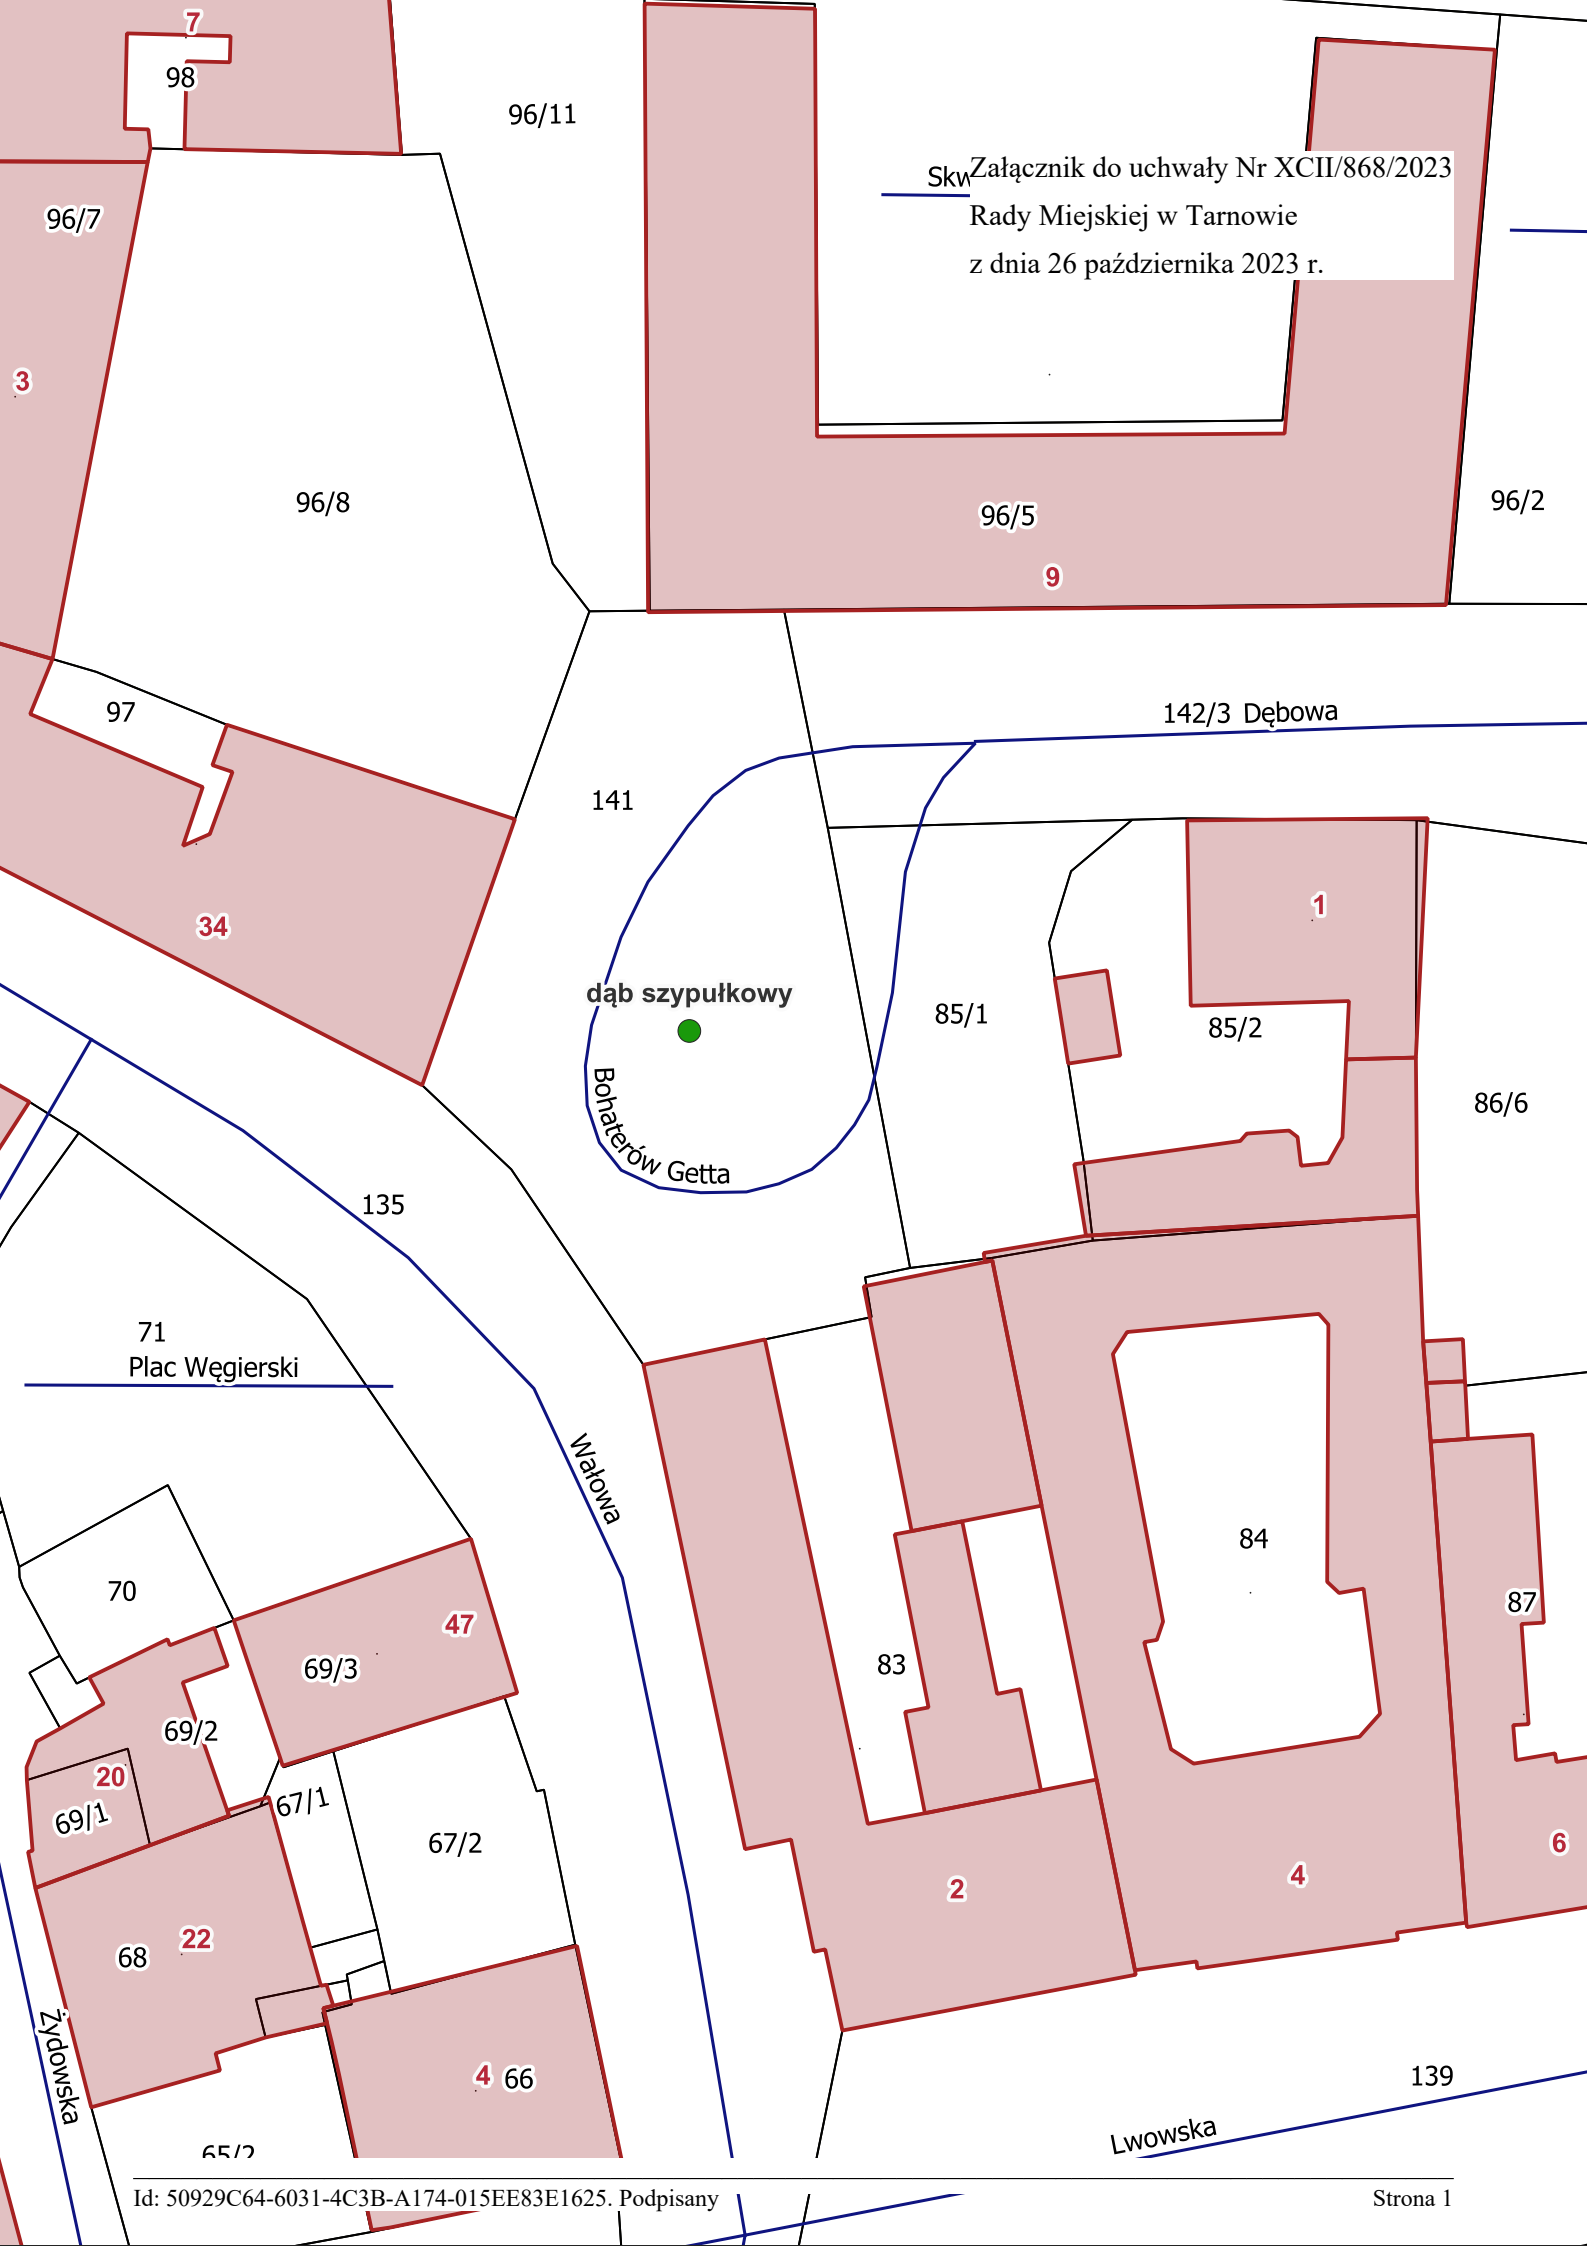 7
98
96/11
Skw
Załącznik do uchwały Nr XCII/868/2023
Rady Miejskiej w Tarnowie
z dnia 26 października 2023 r.
96/7
3
96/8
96/5
96/2
9
97
142/3 Dębowa
141
34
1
dąb szypułkowy
85/1
85/2
Bohaterów Getta
86/6
135
71
Plac Węgierski
Wałowa
84
70
47
87
83
69/3
69/2
20
69/1
67/1
67/2
6
4
2
22
68
Żydowska
4 66
139
Lwowska
65/2
Id: 50929C64-6031-4C3B-A174-015EE83E1625. Podpisany
Strona 1